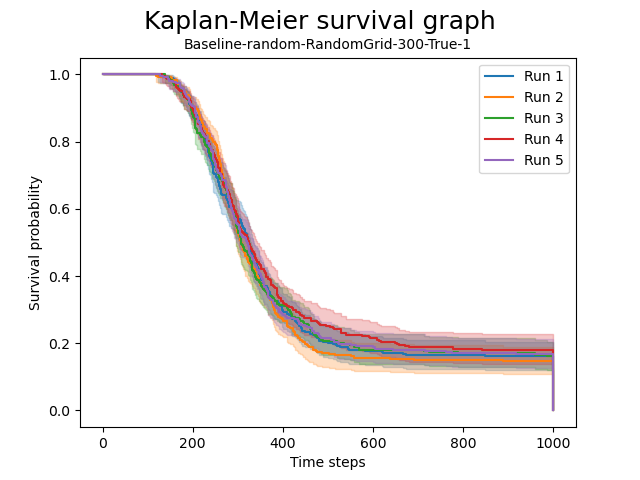 Kaplan-Meier survival graph
Baseline-random-RandomGrid-300-True-1
Run 1
Run 2
Run 3
Run 4
Run 5
Survival probability
1.0
0.8
0.6
0.4
0.2
0.0
0 200 400 600 800 1000
Time steps